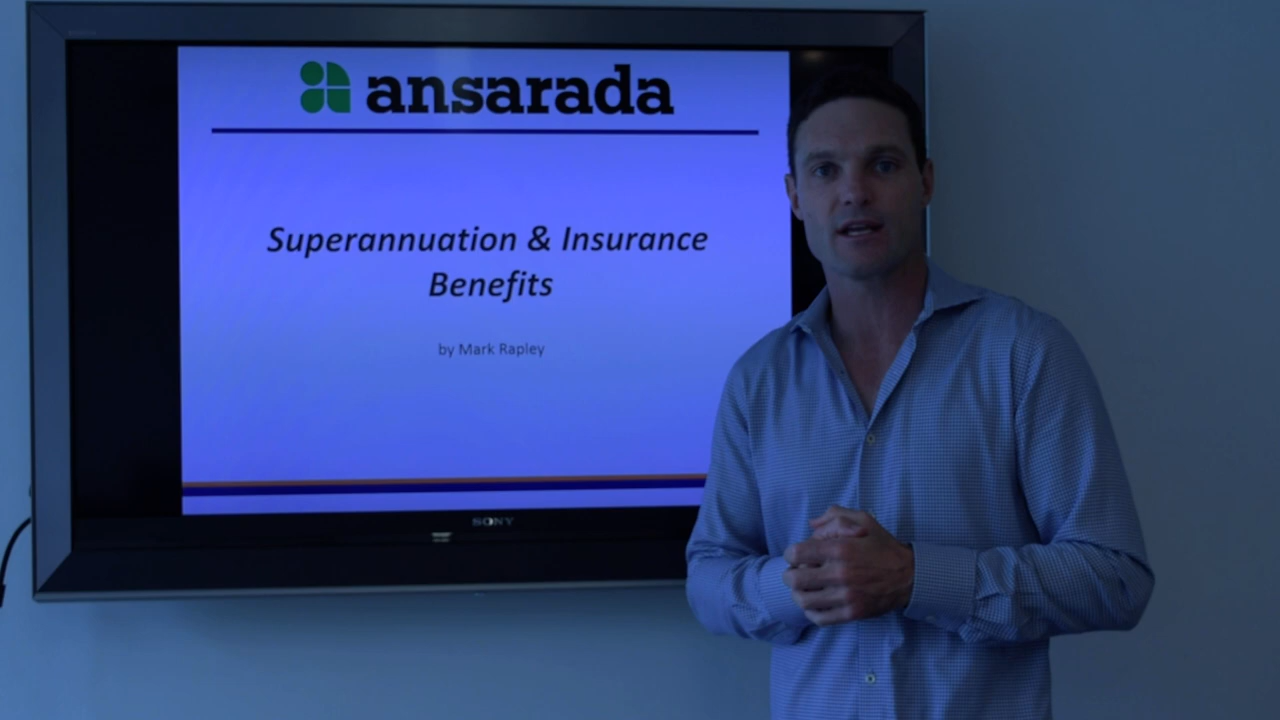 ansarada
Superannuation & Insurance
Benefits
by Mark Rapley
SONY